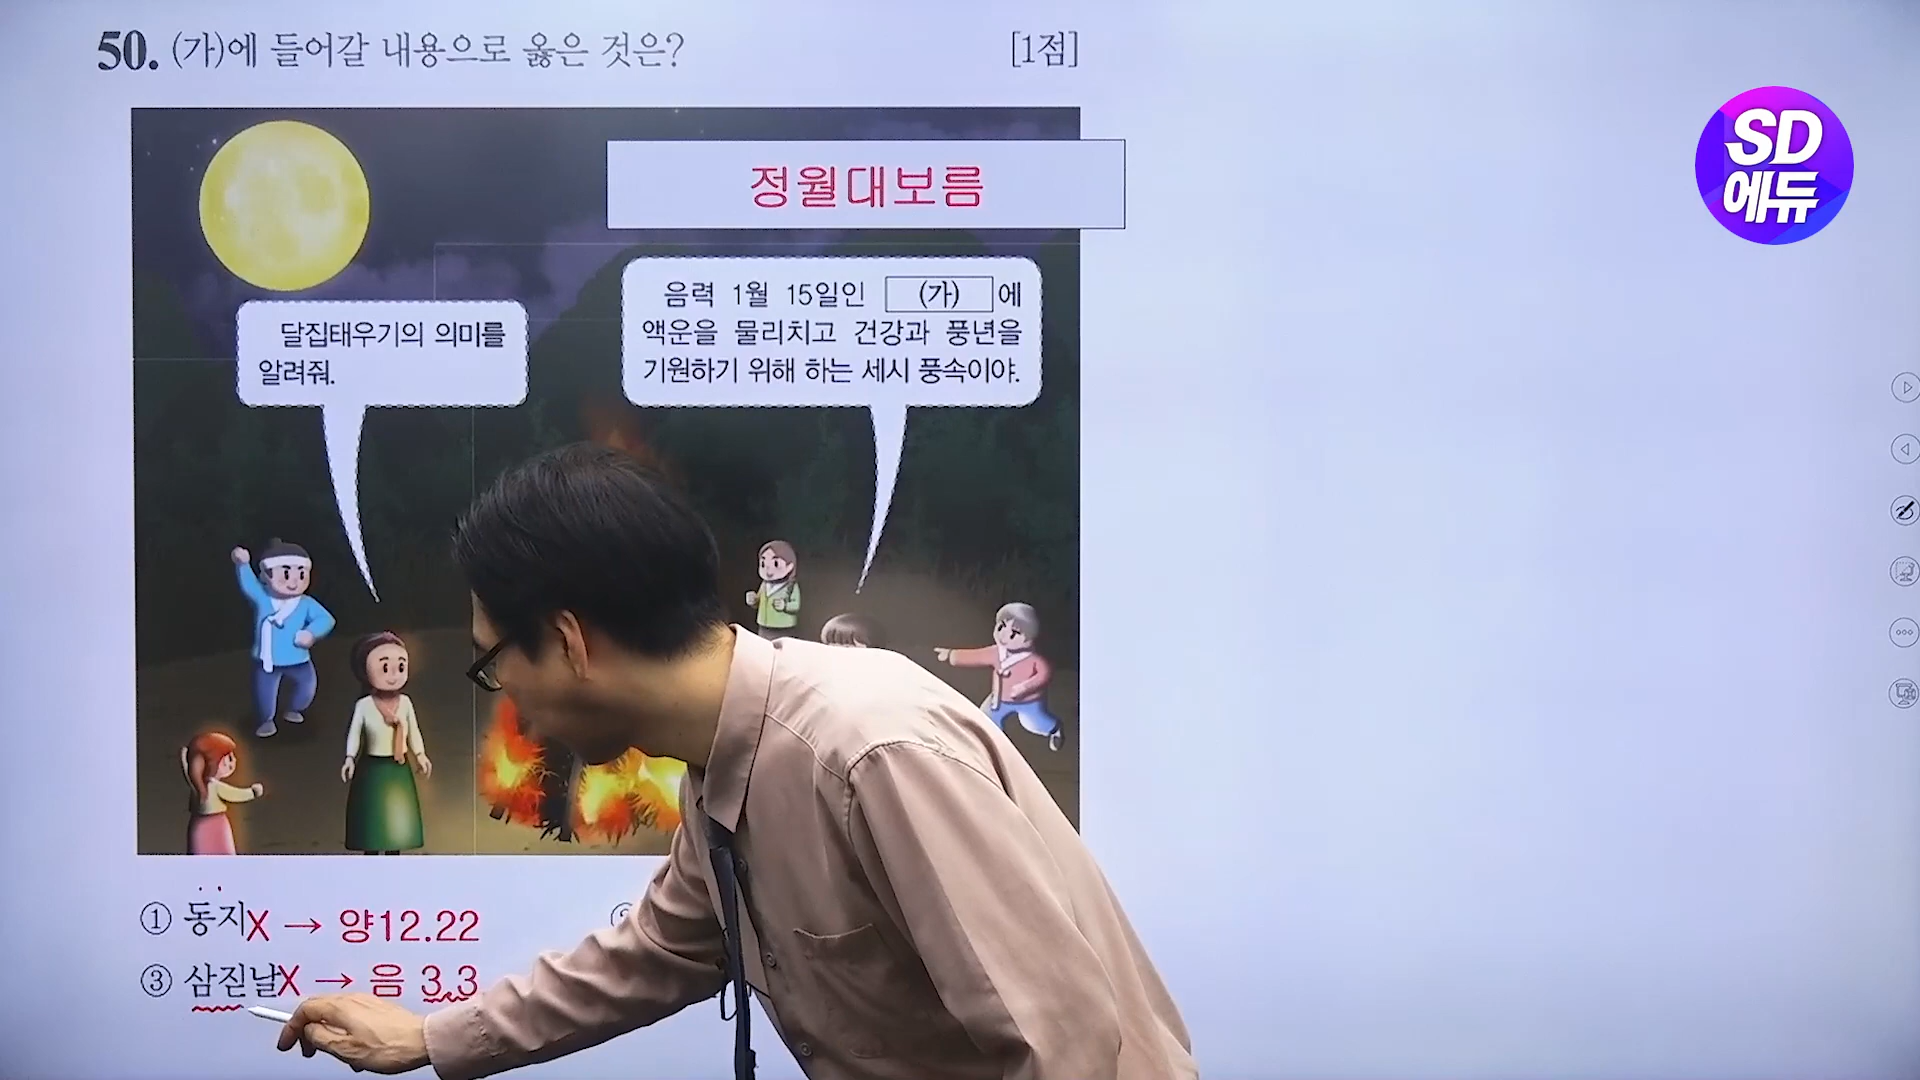 50. (가)에 들어갈 내용으로 옳은 것은? [1점]
SD
에듀
정월대보름
음력 1월 15일인 (가) 에
액운을 물리치고 건강과 풍년을
기원하기 위해 하는 세시 풍속이야.
달집태우기의 의미를
알려줘.
① 동지X → 양12.22
③ 삼진날X → 음 3.3